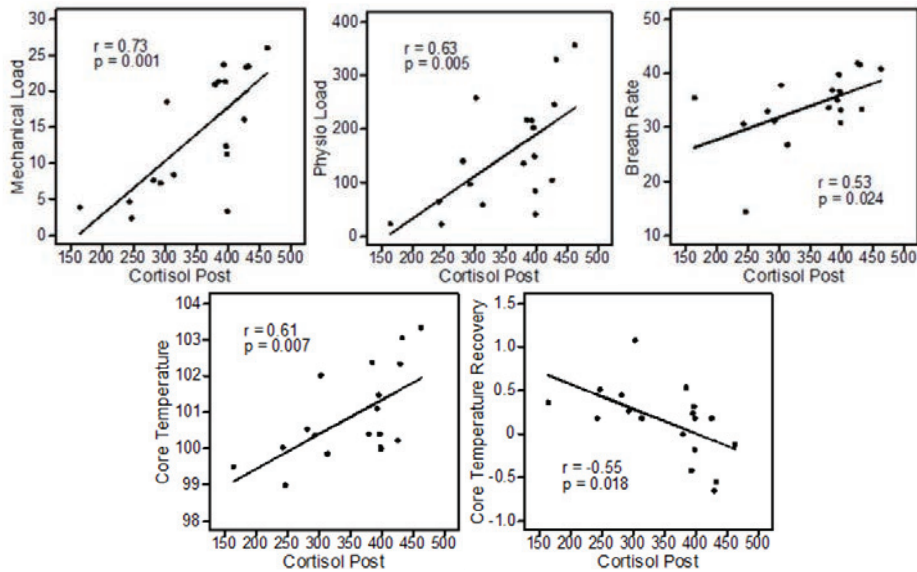 Mechanical Load
30
25
20
15
10
5
0
r = 0.73
p = 0.001
150 200 250 300 350 400 450 500
Cortisol Post
Physio Load
400
300
200
100
0
r = 0.63
p = 0.005
150 200 250 300 350 400 450 500
Cortisol Post
Breath Rate
50
40
30
20
10
r = 0.53
p = 0.024
150 200 250 300 350 400 450 500
Cortisol Post
Core Temperature
104
103
102
101
100
99
98
r = 0.61
p = 0.007
150 200 250 300 350 400 450 500
Cortisol Post
Core Temperature Recovery
1.5
1.0
0.5
0
-0.5
-1.0
r = -0.55
p = 0.018
150 200 250 300 350 400 450 500
Cortisol Post